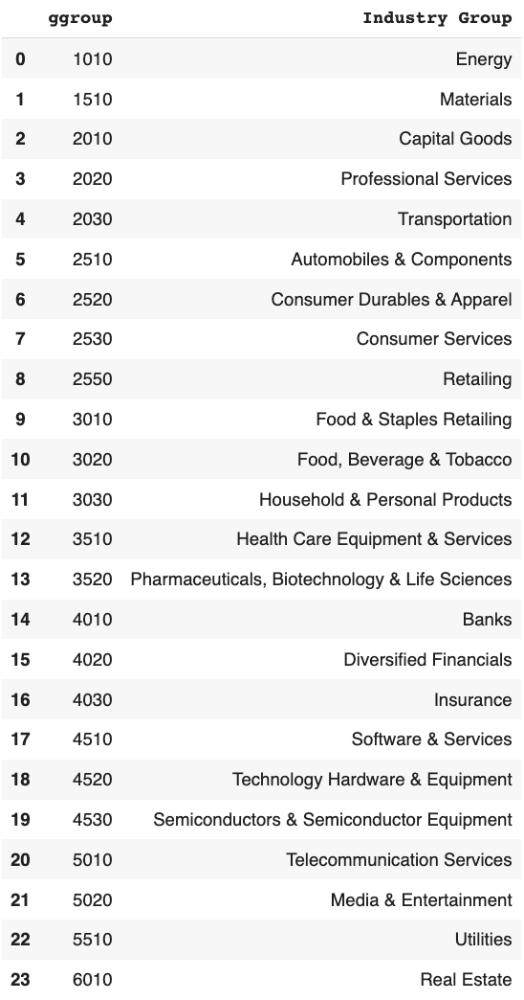 ggroup Industry Group
0 1010 Energy
1 1510 Materials
2 2010 Capital Goods
3 2020 Professional Services
4 2030 Transportation
5 2510 Automobiles & Components
6 2520 Consumer Durables & Apparel
7 2530 Consumer Services
8 2550 Retailing
9 3010 Food & Staples Retailing
10 3020 Food, Beverage & Tobacco
11 3030 Household & Personal Products
12 3510 Health Care Equipment & Services
13 3520 Pharmaceuticals, Biotechnology & Life Sciences
14 4010 Banks
15 4020 Diversified Financials
16 4030 Insurance
17 4510 Software & Services
18 4520 Technology Hardware & Equipment
19 4530 Semiconductors & Semiconductor Equipment
20 5010 Telecommunication Services
21 5020 Media & Entertainment
22 5510 Utilities
23 6010 Real Estate